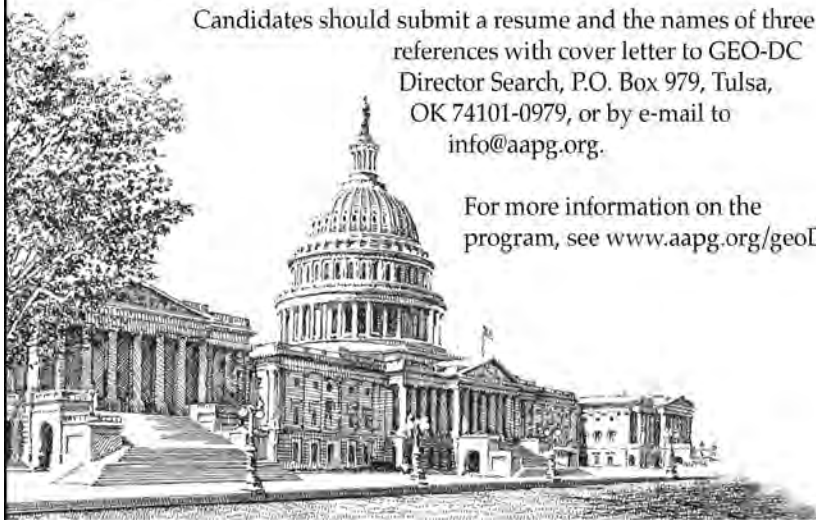 Candidates should submit a resume and the names of three
references with cover letter to GEO-DC
Director Search, P.O. Box 979, Tulsa,
OK 74101-0979, or by e-mail to
info@aapg.org.
For more information on the
program, see www.aapg.org/geoD